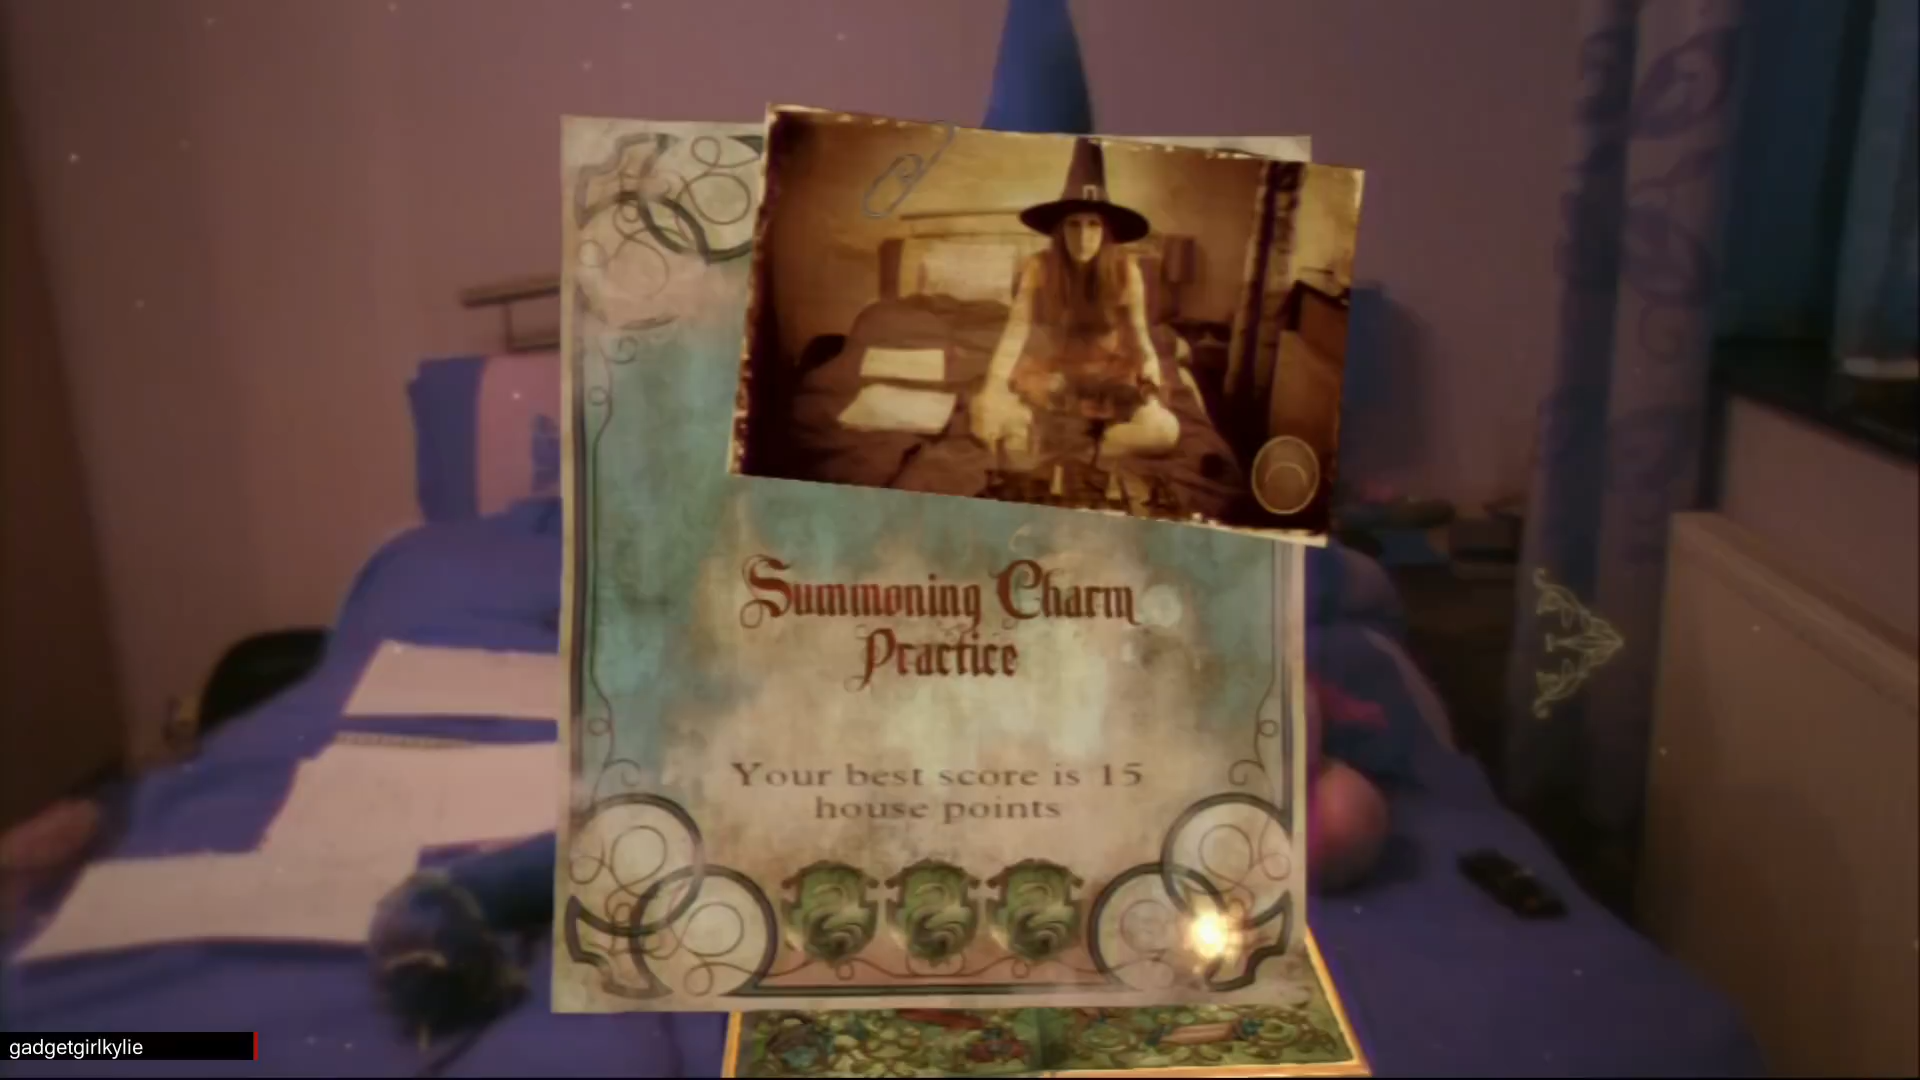 Summoning Charm
Practice
Your best score is 15
house points
gadgetgirlkylie